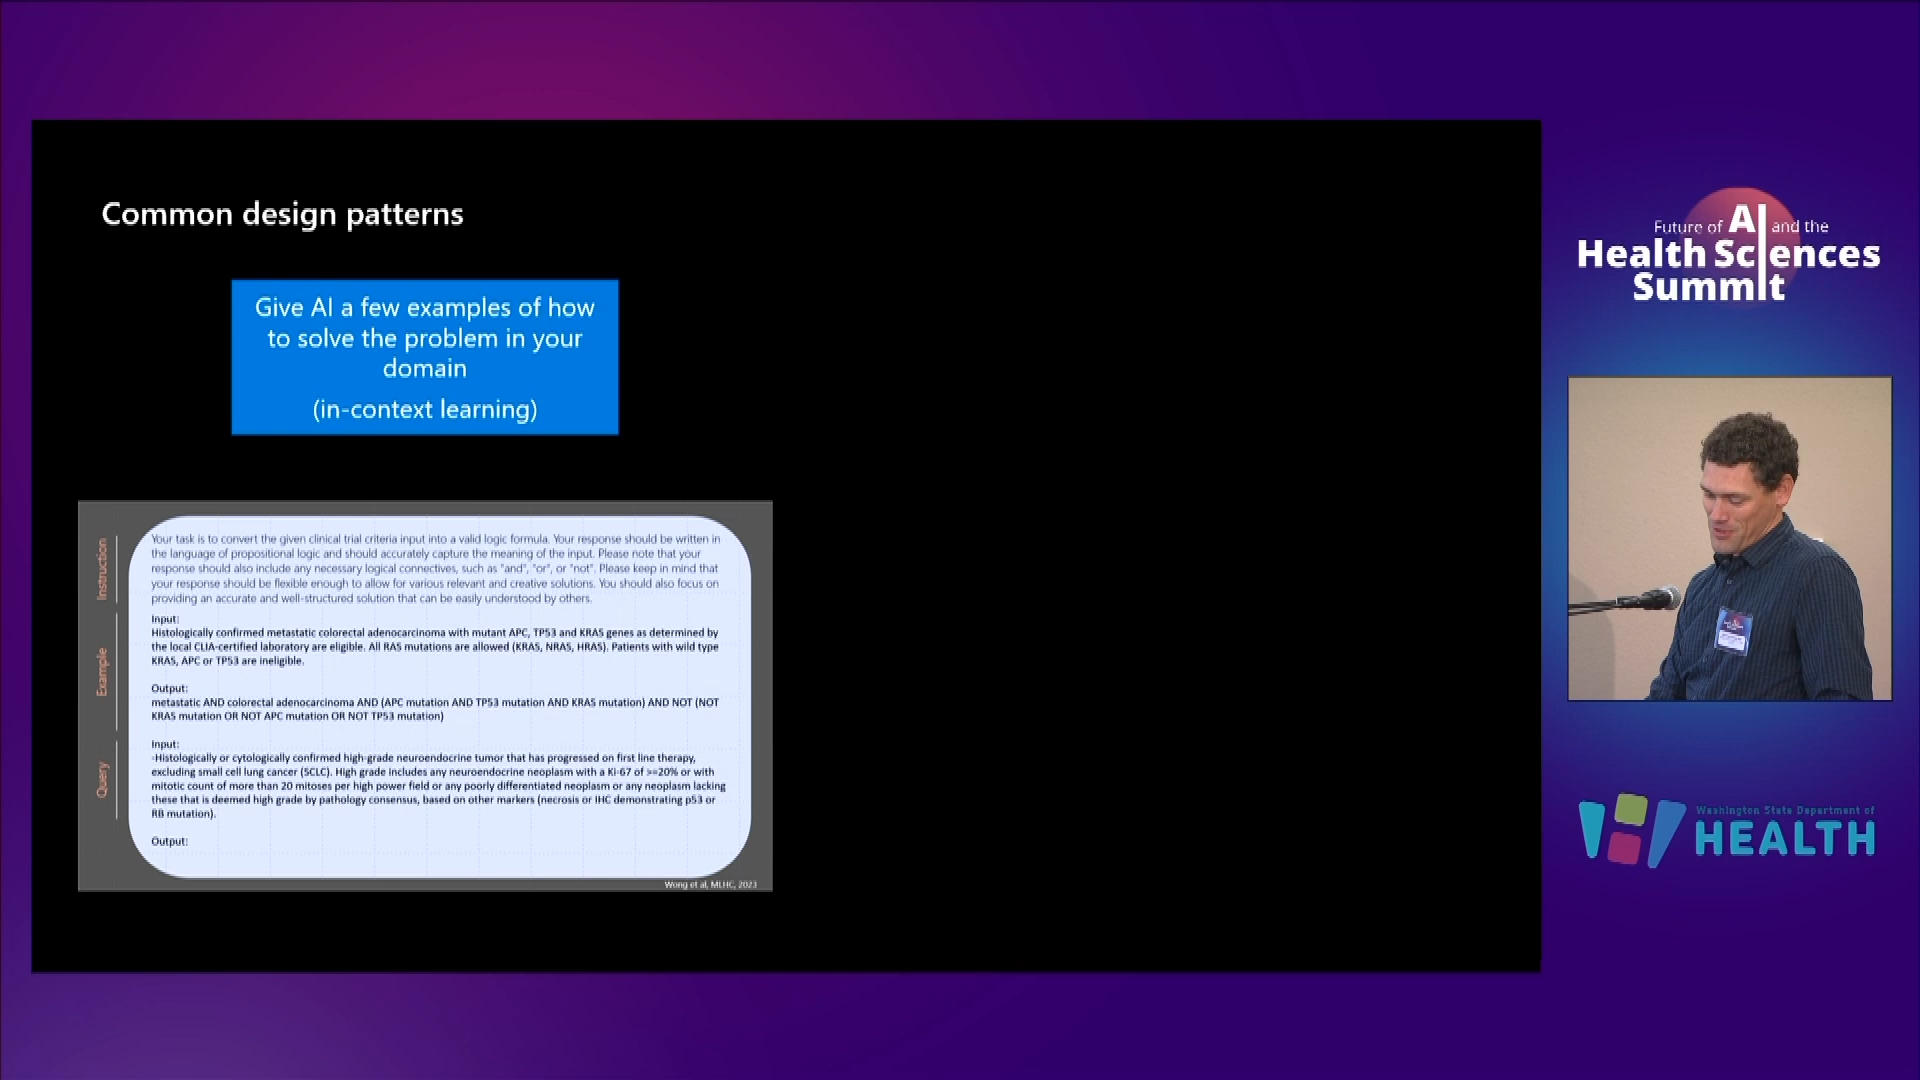 Common design patterns
Give AI a few examples of how
to solve the problem in your
domain
(in-context learning)
Instruction
Your task is to convert the given clinical trial criteria input into a valid logic formula. Your response should be written in
the language of propositional logic and should accurately capture the meaning of the input. Please note that your
response should also include any necessary logical connectives, such as "and", "or", or "not". Please keep in mind that
your response should be flexible enough to allow for various relevant and creative solutions. You should also focus on
providing an accurate and well-structured solution that can be easily understood by others.
Example
Input:
Histologically confirmed metastatic colorectal adenocarcinoma with mutant APC, TP53 and KRAS genes as determined by
the local CLIA-certified laboratory are eligible. All RAS mutations are allowed (KRAS, NRAS, HRAS). Patients with wild type
KRAS, APC or TP53 are ineligible.
Output:
metastatic AND colorectal adenocarcinoma AND (APC mutation AND TP53 mutation AND KRAS mutation) AND NOT (NOT
KRAS mutation OR NOT APC mutation OR NOT TP53 mutation)
Query
Input:
-Histologically or cytologically confirmed high-grade neuroendocrine tumor that has progressed on first line therapy,
excluding small cell lung cancer (SCLC). High grade includes any neuroendocrine neoplasm with a Ki-67 of >=20% or with
mitotic count of more than 20 mitoses per high power field or any poorly differentiated neoplasm or any neoplasm lacking
these that is deemed high grade by pathology consensus, based on other markers (necrosis or IHC demonstrating p53 or
RB mutation).
Output:
Wong et al, MLHC, 2023
Future of AI and the
Health Sciences
Summit
Washington State Department of
HEALTH